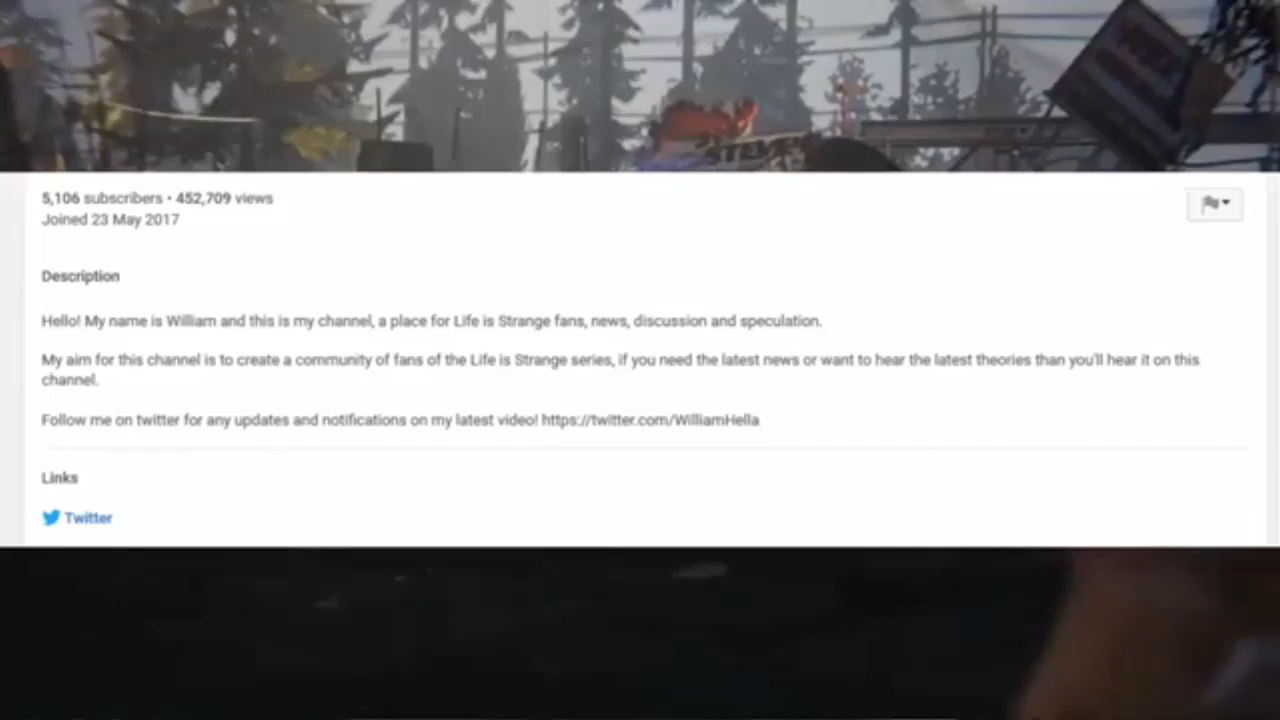 STEVE
5,106 subscribers • 452,709 views
Joined 23 May 2017
Description
Hello! My name is William and this is my channel, a place for Life is Strange fans, news, discussion and speculation.
My aim for this channel is to create a community of fans of the Life is Strange series, if you need the latest news or want to hear the latest theories than you'll hear it on this
channel.
Follow me on twitter for any updates and notifications on my latest video! https://twitter.com/WilliamHella
Links
Twitter